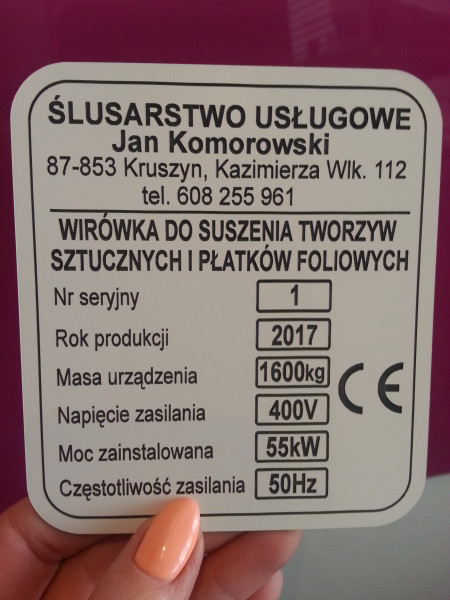 ŚLUSARSTWO USŁUGOWE
Jan Komorowski
87-853 Kruszyn, Kazimierza Wlk. 112
tel. 608 255 961
WIRÓWKA DO SUSZENIA TWORZYW
SZTUCZNYCH I PŁATKÓW FOLIOWYCH
Nr seryjny 1
Rok produkcji 2017
Masa urządzenia 1600kg
Napięcie zasilania 400V
Moc zainstalowana 55kW
Częstotliwość zasilania 50Hz
CE